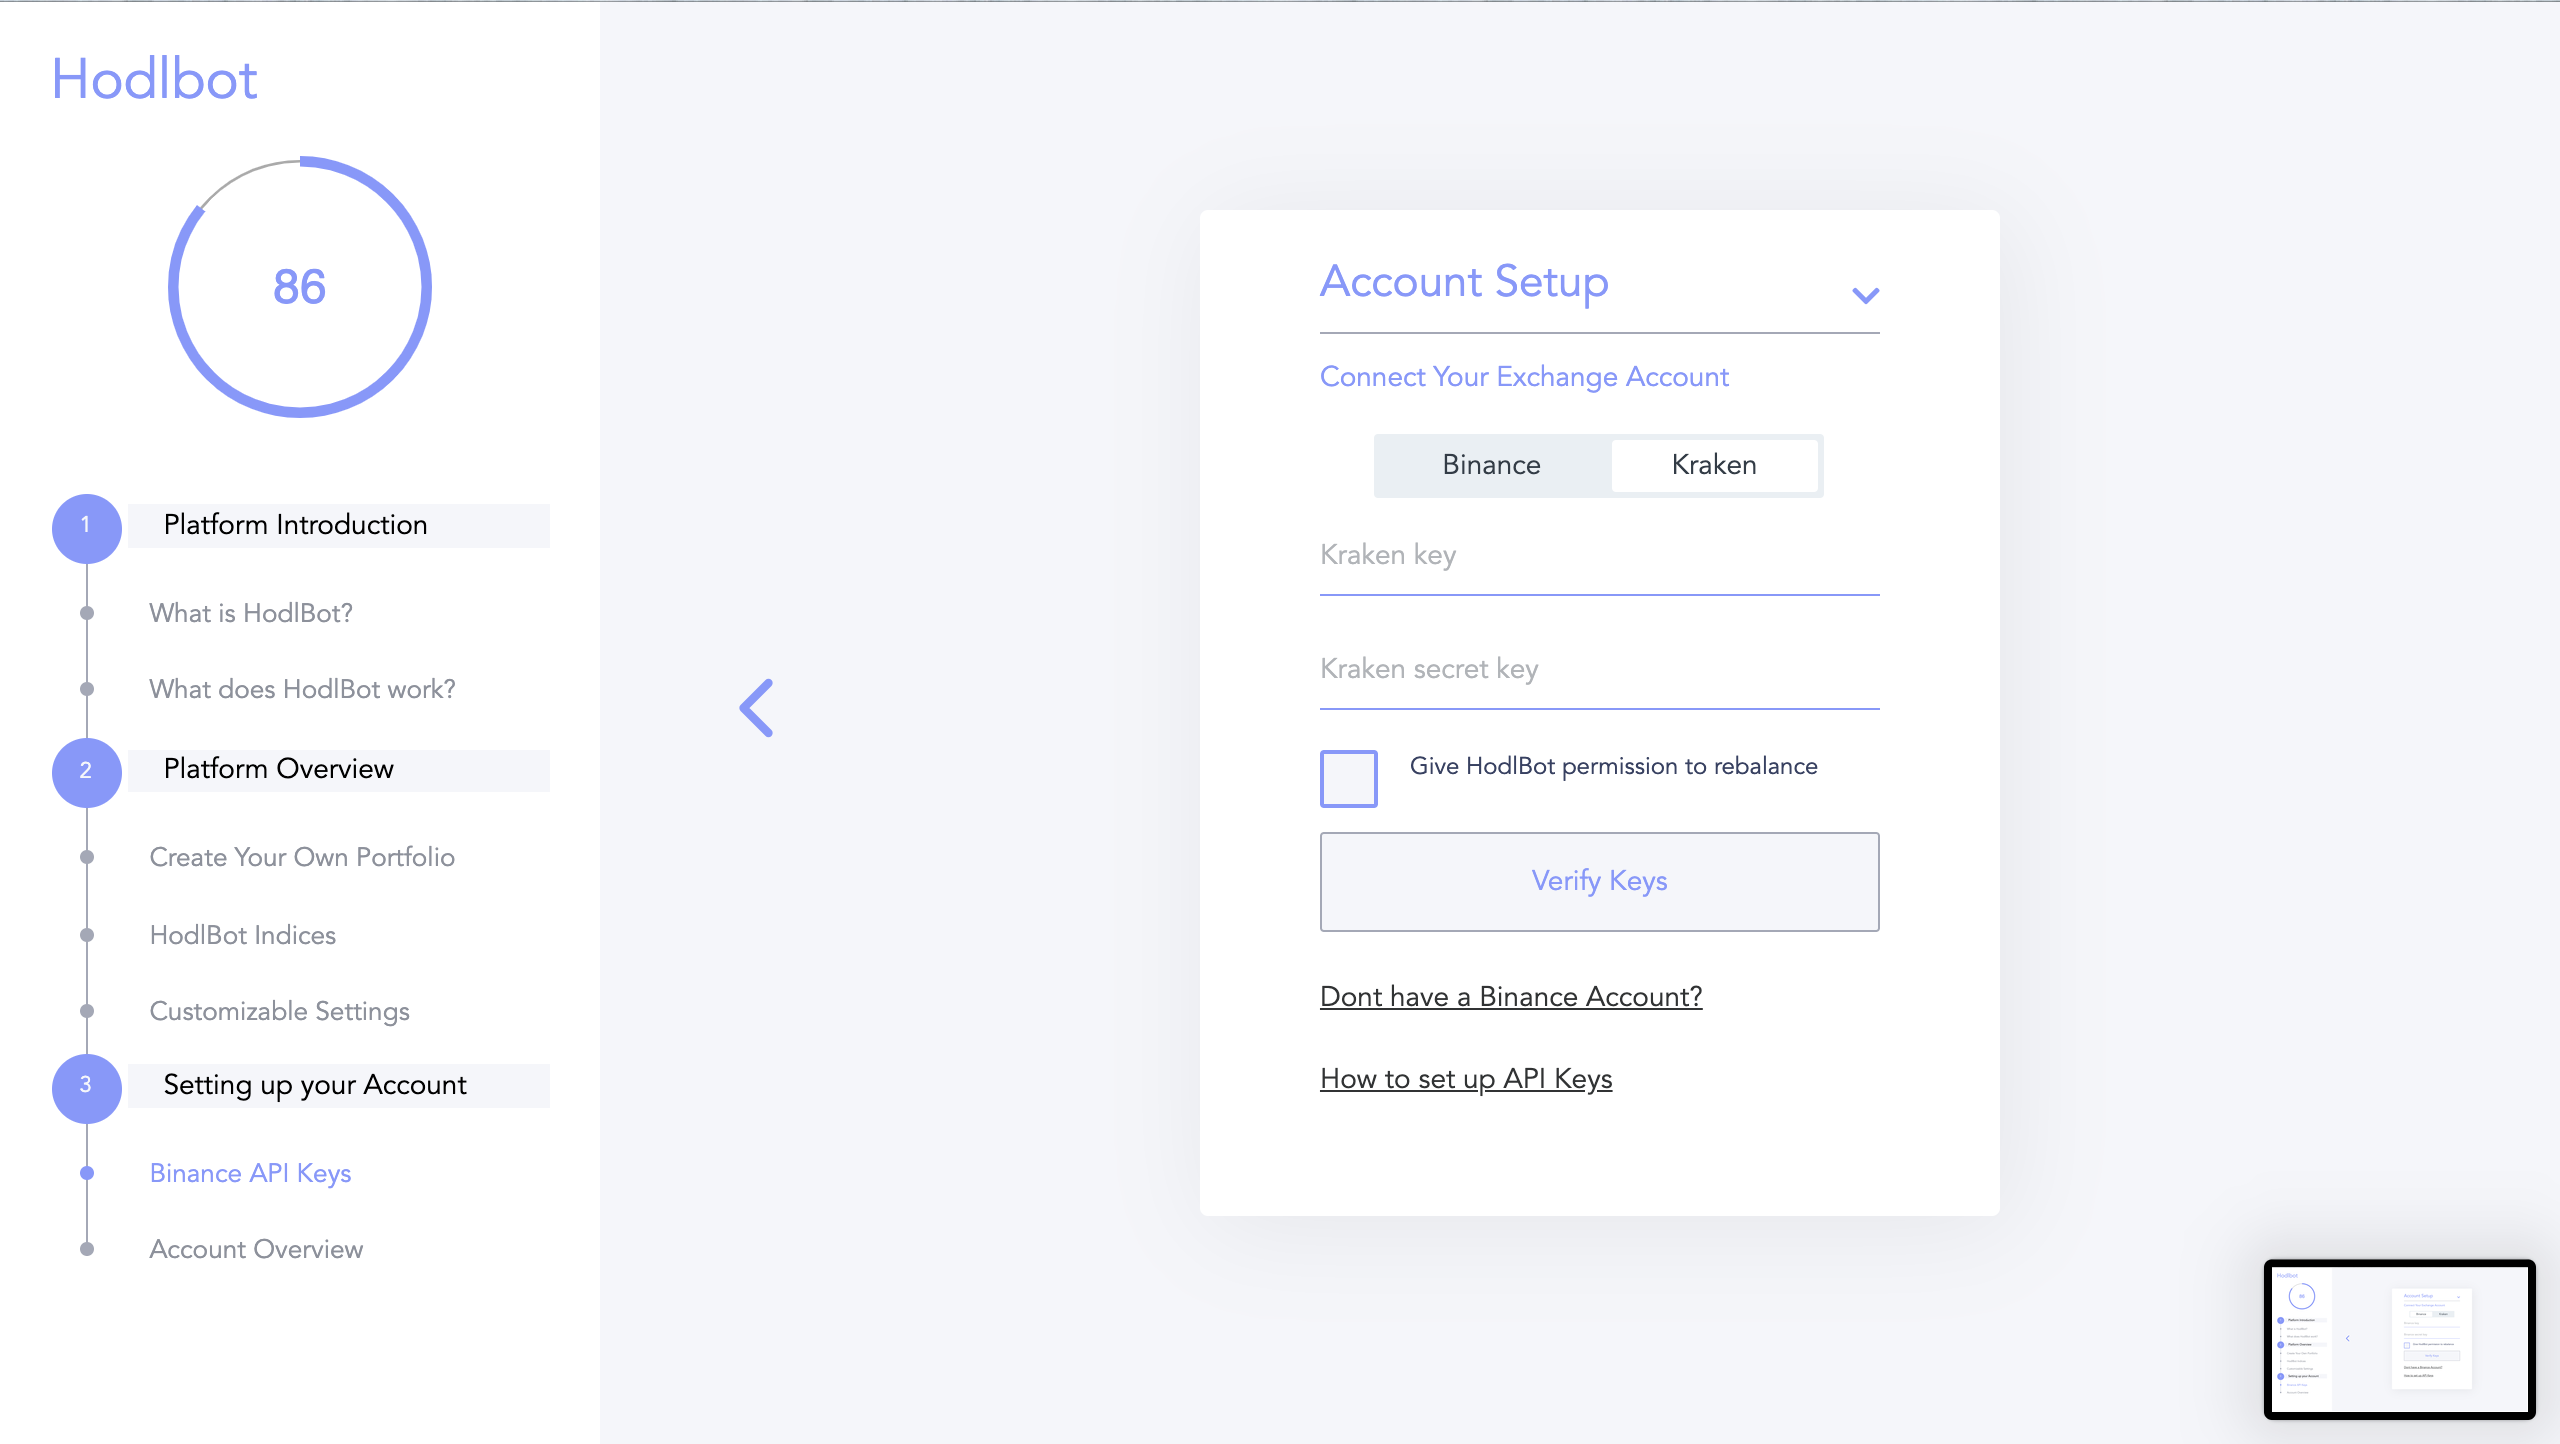 Hodlbot
86
1
Platform Introduction
What is HodlBot?
What does HodlBot work?
2
Platform Overview
Create Your Own Portfolio
HodlBot Indices
Customizable Settings
3
Setting up your Account
Binance API Keys
Account Overview
Account Setup
Connect Your Exchange Account
Binance Kraken
Kraken key
Kraken secret key
Give HodlBot permission to rebalance
Verify Keys
Dont have a Binance Account?
How to set up API Keys